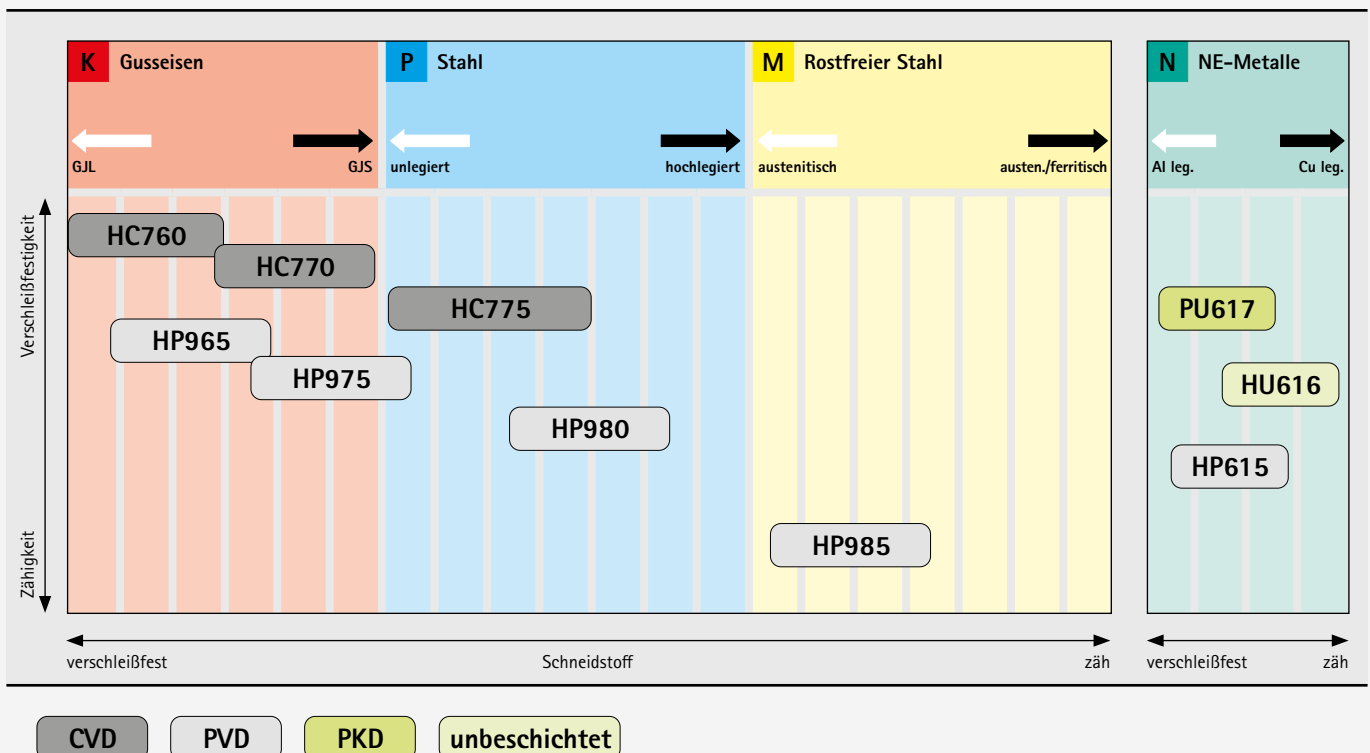 K Gusseisen
P Stahl
M Rostfreier Stahl
N NE-Metalle
GJL
GJS
unlegiert
hochlegiert
austenitisch
austen./ferritisch
Al leg.
Cu leg.
Verschleißfestigkeit
Zähigkeit
HC760
HC770
HC775
PU617
HP965
HP975
HU616
HP980
HP615
HP985
verschleißfest
Schneidstoff
zäh
verschleißfest
zäh
CVD
PVD
PKD
unbeschichtet